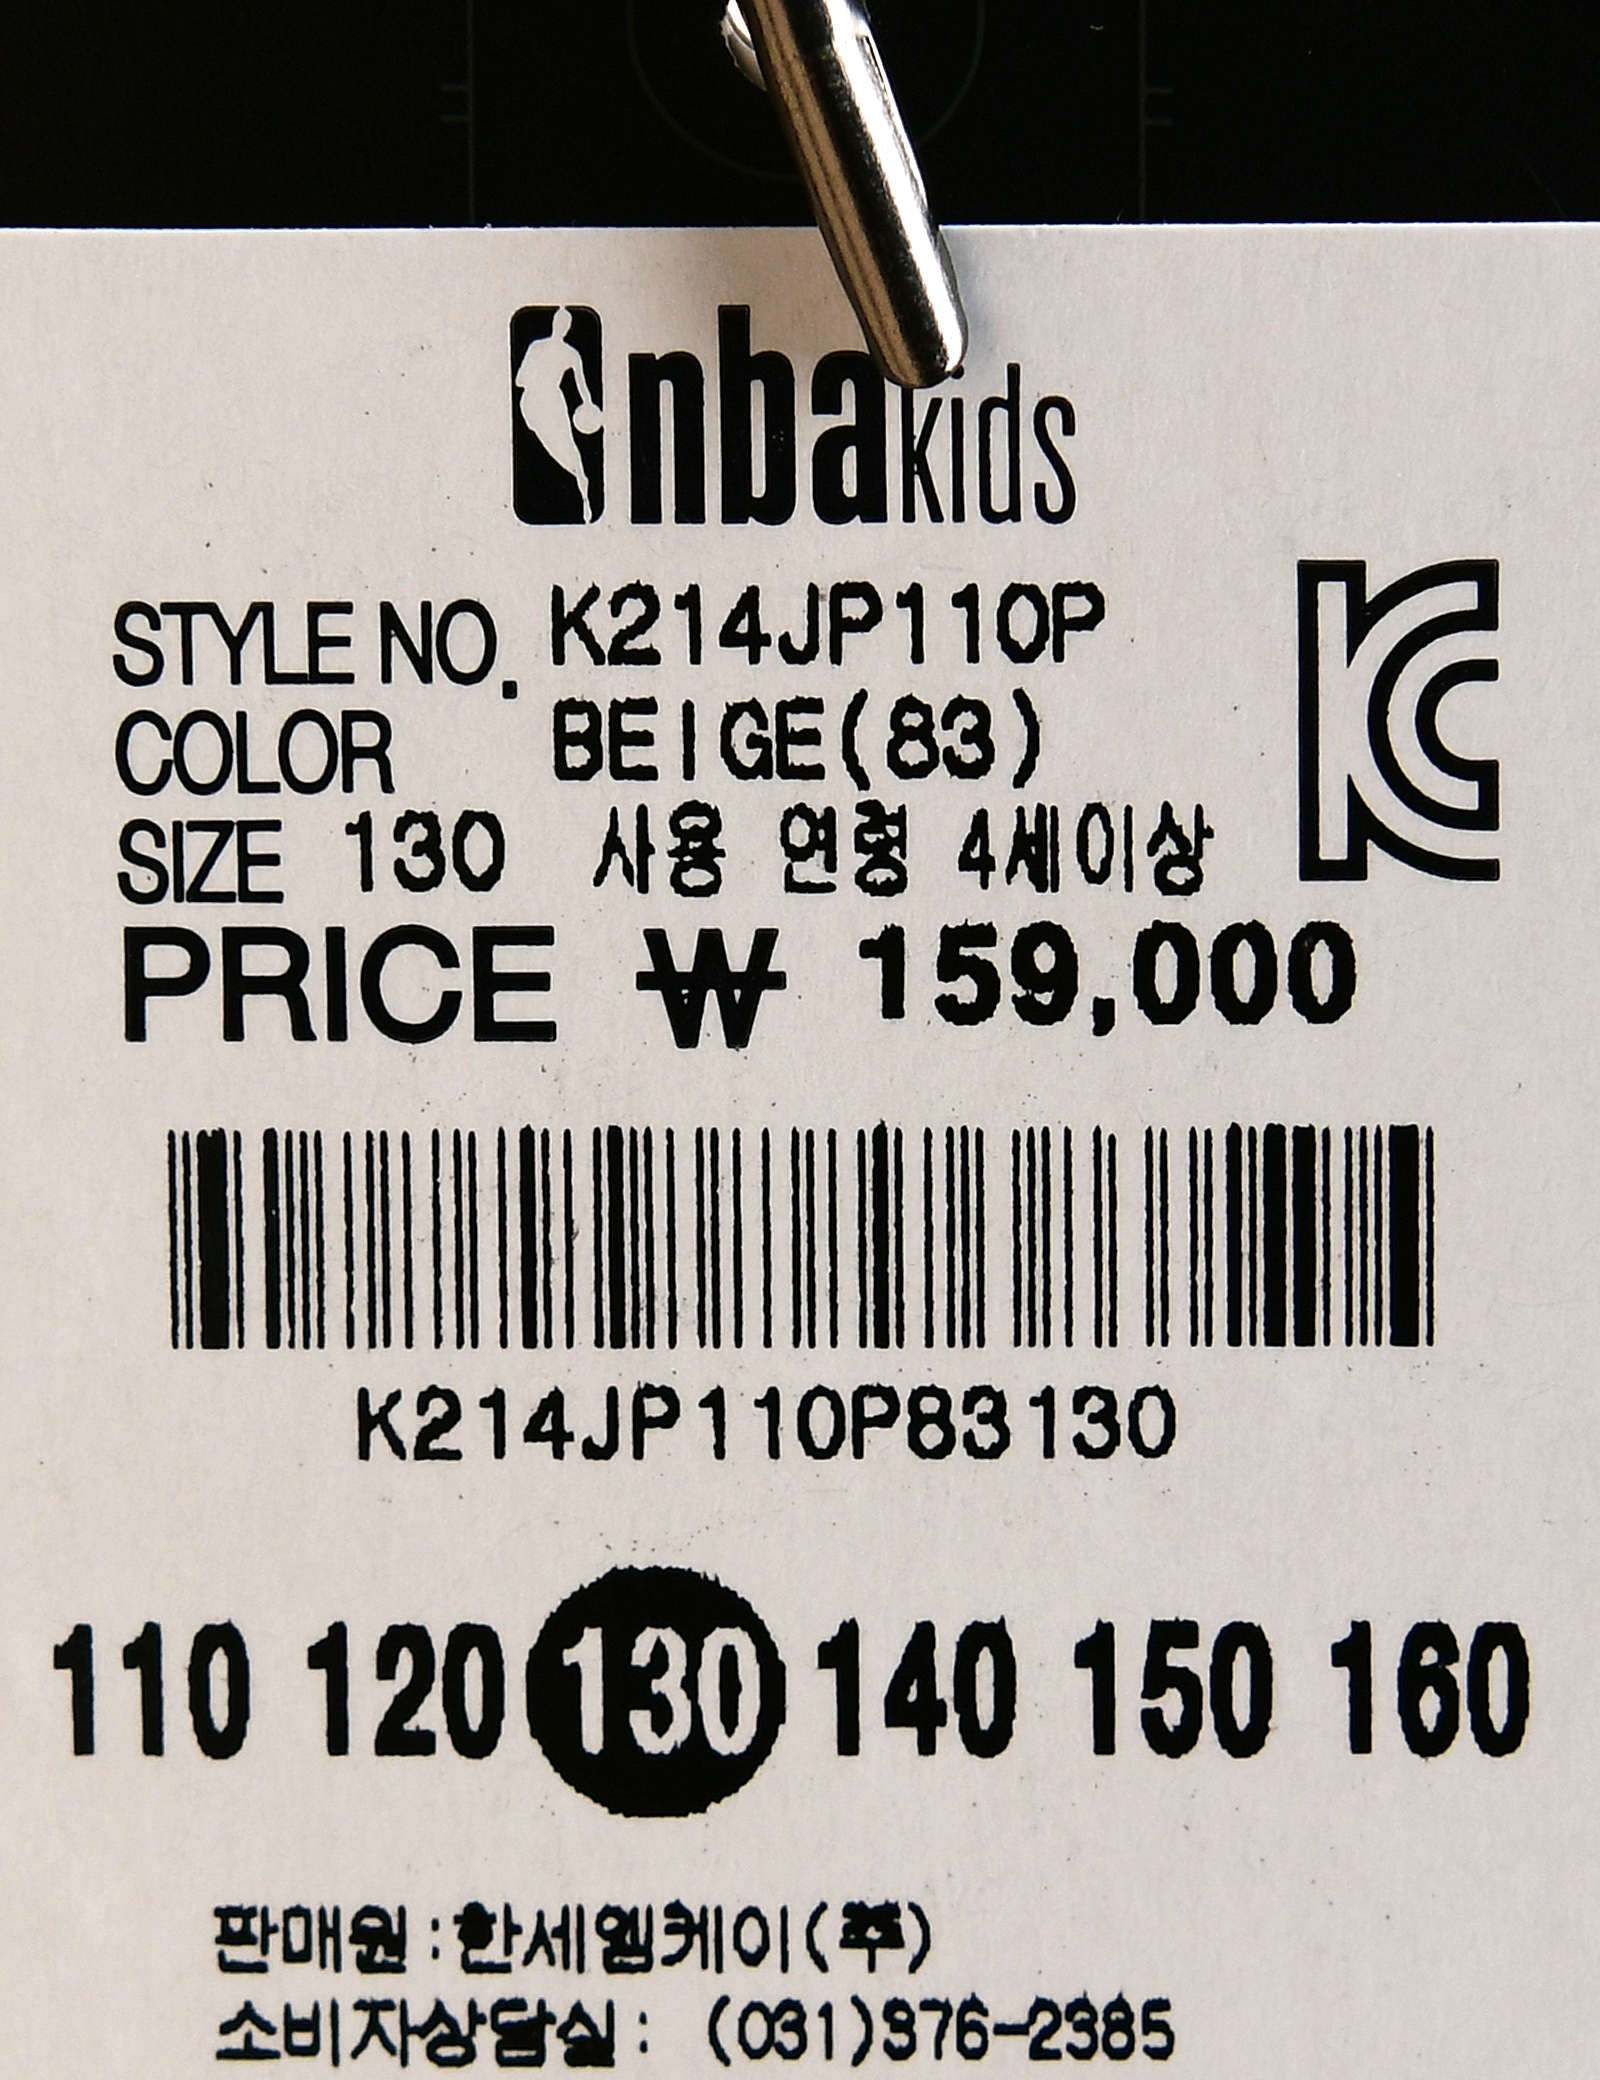 nbakids
STYLE NO. K214JP110P
COLOR BEIGE(83)
SIZE 130 사용 연령 4세이상
PRICE ₩ 159,000
K214JP110P83130
110 120 130 140 150 160
판매원:한세엠케이(주)
소비자상담실: (031)376-2385